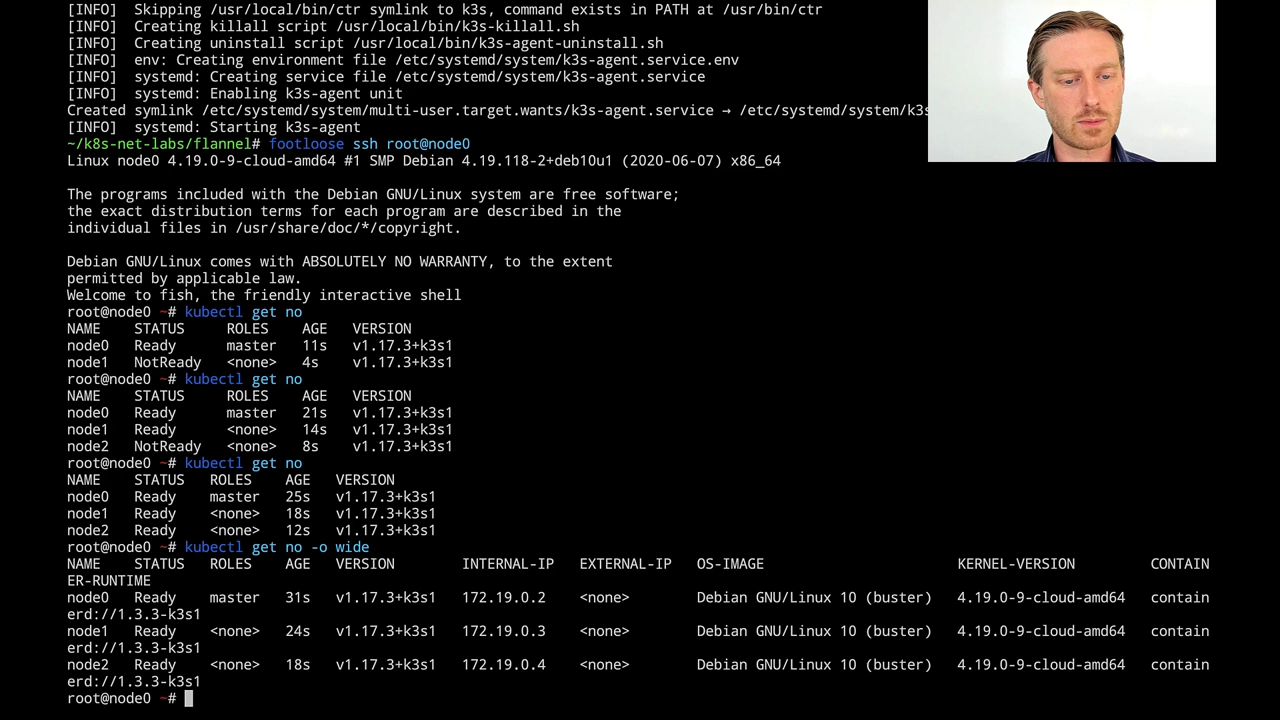 [INFO]  Skipping /usr/local/bin/ctr symlink to k3s, command exists in PATH at /usr/bin/ctr
[INFO]  Creating killall script /usr/local/bin/k3s-killall.sh
[INFO]  Creating uninstall script /usr/local/bin/k3s-agent-uninstall.sh
[INFO]  env: Creating environment file /etc/systemd/system/k3s-agent.service.env
[INFO]  systemd: Creating service file /etc/systemd/system/k3s-agent.service
[INFO]  systemd: Enabling k3s-agent unit
Created symlink /etc/systemd/system/multi-user.target.wants/k3s-agent.service → /etc/systemd/system/k3s
[INFO]  systemd: Starting k3s-agent
~/k8s-net-labs/flannel# footloose ssh root@node0
Linux node0 4.19.0-9-cloud-amd64 #1 SMP Debian 4.19.118-2+deb10u1 (2020-06-07) x86_64
The programs included with the Debian GNU/Linux system are free software;
the exact distribution terms for each program are described in the
individual files in /usr/share/doc/*/copyright.
Debian GNU/Linux comes with ABSOLUTELY NO WARRANTY, to the extent
permitted by applicable law.
Welcome to fish, the friendly interactive shell
root@node0 ~# kubectl get no
NAME    STATUS     ROLES    AGE   VERSION
node0   Ready      master   11s   v1.17.3+k3s1
node1   NotReady   <none>   4s    v1.17.3+k3s1
root@node0 ~# kubectl get no
NAME    STATUS     ROLES    AGE   VERSION
node0   Ready      master   21s   v1.17.3+k3s1
node1   Ready      <none>   14s   v1.17.3+k3s1
node2   NotReady   <none>   8s    v1.17.3+k3s1
root@node0 ~# kubectl get no
NAME    STATUS   ROLES    AGE   VERSION
node0   Ready    master   25s   v1.17.3+k3s1
node1   Ready    <none>   18s   v1.17.3+k3s1
node2   Ready    <none>   12s   v1.17.3+k3s1
root@node0 ~# kubectl get no -o wide
NAME    STATUS   ROLES    AGE   VERSION        INTERNAL-IP   EXTERNAL-IP   OS-IMAGE                       KERNEL-VERSION         CONTAIN
ER-RUNTIME
node0   Ready    master   31s   v1.17.3+k3s1   172.19.0.2    <none>        Debian GNU/Linux 10 (buster)   4.19.0-9-cloud-amd64   contain
erd://1.3.3-k3s1
node1   Ready    <none>   24s   v1.17.3+k3s1   172.19.0.3    <none>        Debian GNU/Linux 10 (buster)   4.19.0-9-cloud-amd64   contain
erd://1.3.3-k3s1
node2   Ready    <none>   18s   v1.17.3+k3s1   172.19.0.4    <none>        Debian GNU/Linux 10 (buster)   4.19.0-9-cloud-amd64   contain
erd://1.3.3-k3s1
root@node0 ~#